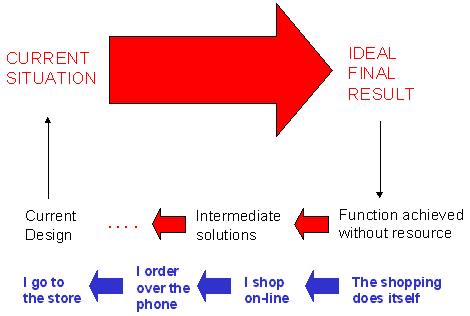 CURRENT
SITUATION
IDEAL
FINAL
RESULT
Current
Design
. . . .
Intermediate
solutions
Function achieved
without resource
I go to
the store
I order
over the
phone
I shop
on-line
The shopping
does itself